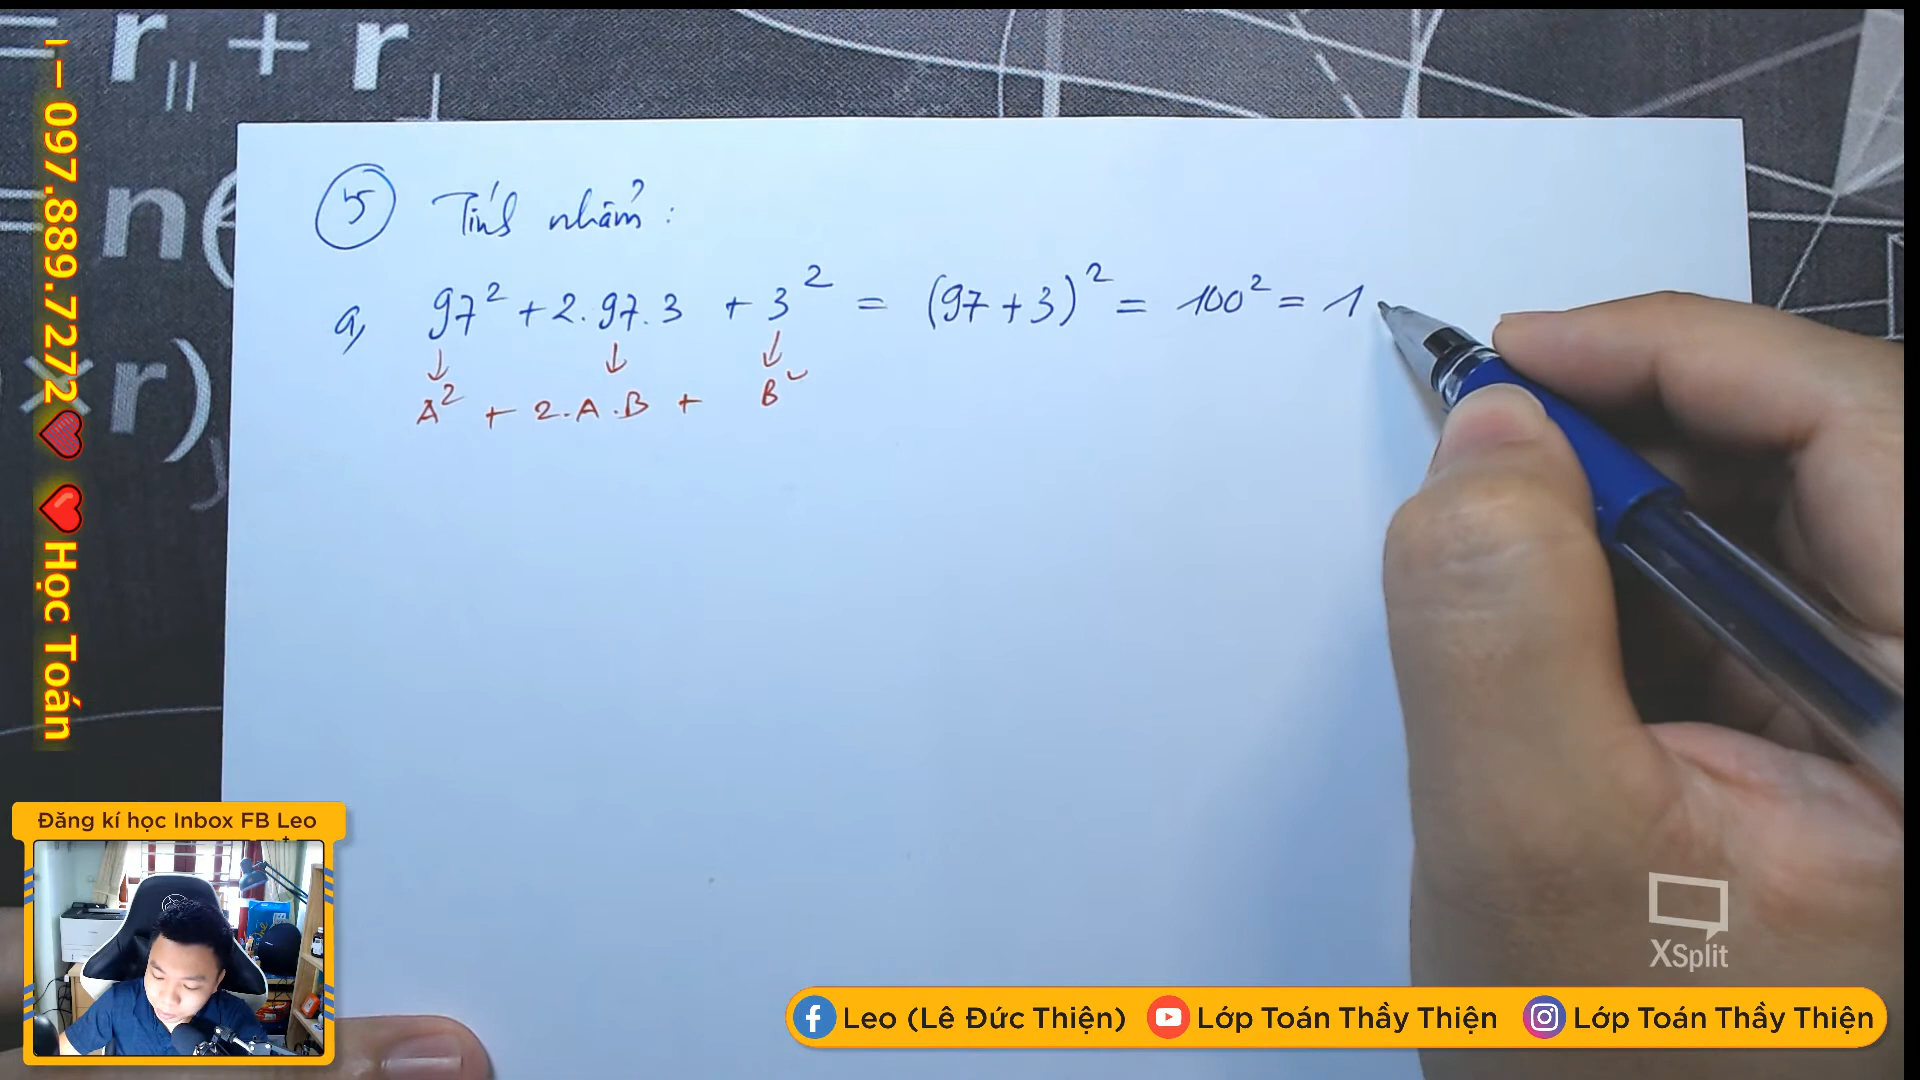 = r|| + r⊥
= n(
× r)y
– 097.889.7272 ❤ ❤ Học Toán
5 Tính nhẩm :
a, 97² + 2.97.3 + 3² = (97 + 3)² = 100² = 1
↓ ↓ ↓
A² + 2.A.B + B²
Đăng kí học Inbox FB Leo
XSplit
Leo (Lê Đức Thiện) Lớp Toán Thầy Thiện Lớp Toán Thầy Thiện